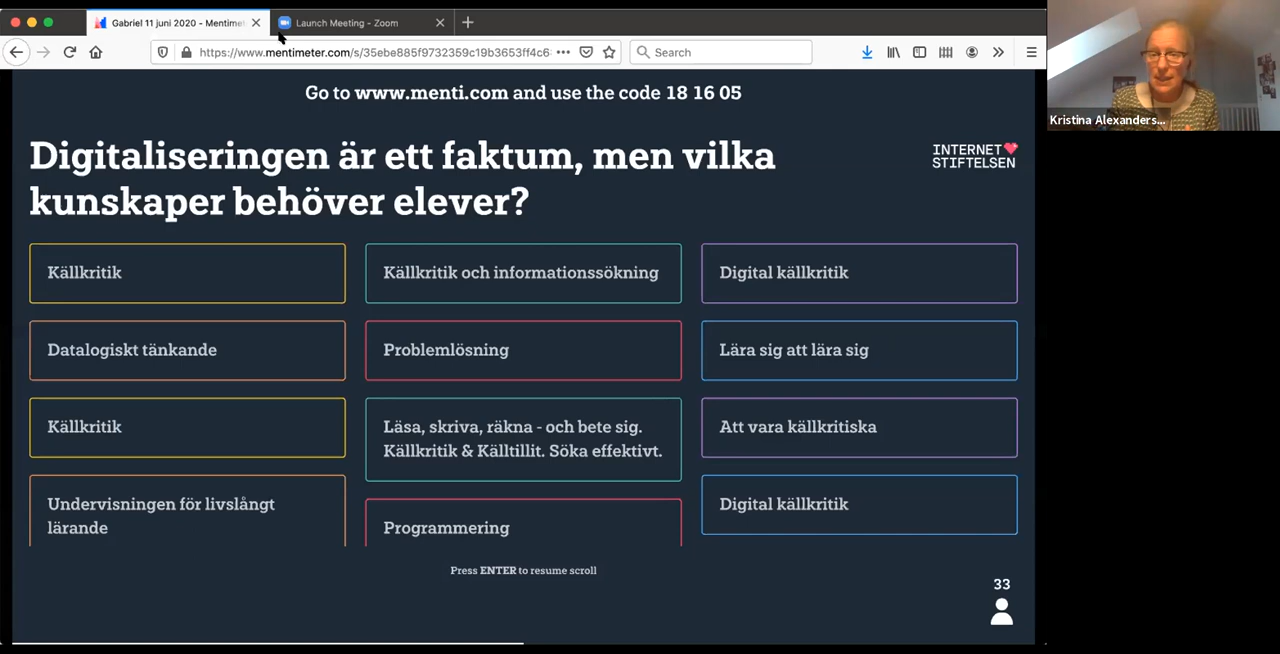 Gabriel 11 juni 2020 - Mentime
Launch Meeting - Zoom
https://www.mentimeter.com/s/35ebe885f9732359c19b3653ff4c6
Search
Go to www.menti.com and use the code 18 16 05
Digitaliseringen är ett faktum, men vilka
kunskaper behöver elever?
INTERNET
STIFTELSEN
Källkritik
Källkritik och informationssökning
Digital källkritik
Datalogiskt tänkande
Problemlösning
Lära sig att lära sig
Källkritik
Läsa, skriva, räkna - och bete sig.
Källkritik & Källtillit. Söka effektivt.
Att vara källkritiska
Undervisningen för livslångt
lärande
Programmering
Digital källkritik
Press ENTER to resume scroll
33
Kristina Alexanders...